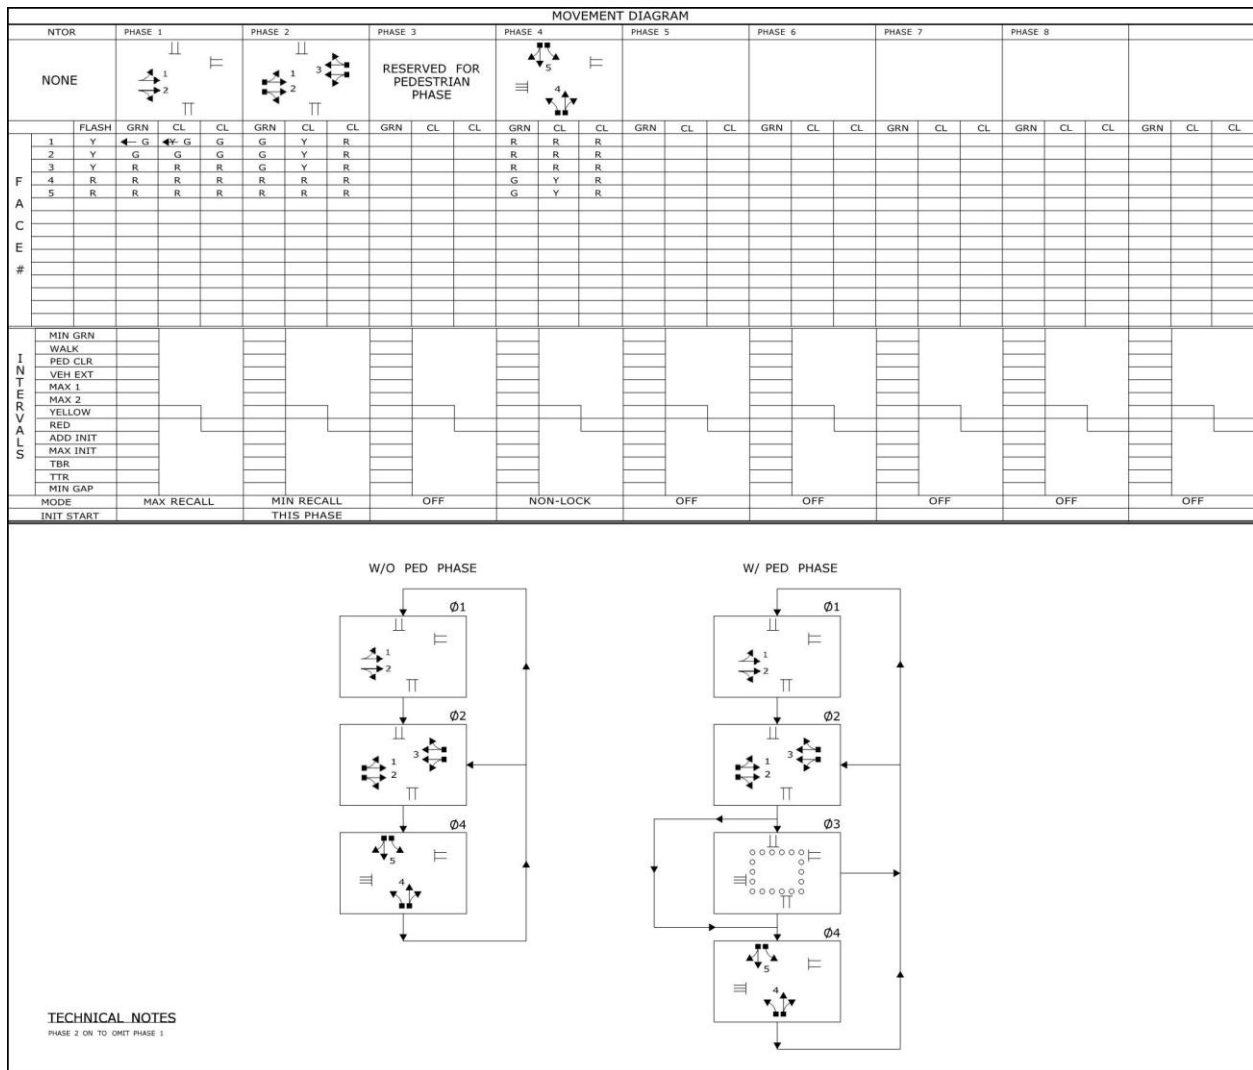 MOVEMENT DIAGRAM
NTOR PHASE 1 PHASE 2 PHASE 3 PHASE 4 PHASE 5 PHASE 6 PHASE 7 PHASE 8
NONE 1 2 1 2 3 RESERVED FOR PEDESTRIAN PHASE 5 4
FLASH GRN CL CL GRN CL CL GRN CL CL GRN CL CL GRN CL CL GRN CL CL GRN CL CL GRN CL CL GRN CL CL
FACE #
1 Y ← G ←Y G G G Y R R R R
2 Y G G G G Y R R R R
3 Y R R R G Y R R R R
4 R R R R R R R G Y R
5 R R R R R R R G Y R
INTERVALS
MIN GRN
WALK
PED CLR
VEH EXT
MAX 1
MAX 2
YELLOW
RED
ADD INIT
MAX INIT
TBR
TTR
MIN GAP
MODE MAX RECALL MIN RECALL OFF NON-LOCK OFF OFF OFF OFF OFF
INIT START THIS PHASE
W/O PED PHASE
Ø1
1
2
Ø2
3
1
2
Ø4
5
4
W/ PED PHASE
Ø1
1
2
Ø2
3
1
2
Ø3
Ø4
5
4
TECHNICAL NOTES
PHASE 2 ON TO OMIT PHASE 1